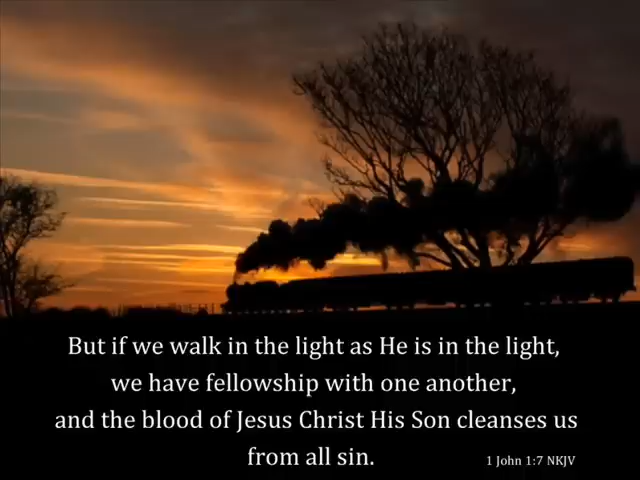 But if we walk in the light as He is in the light,
we have fellowship with one another,
and the blood of Jesus Christ His Son cleanses us
from all sin.
1 John 1:7 NKJV